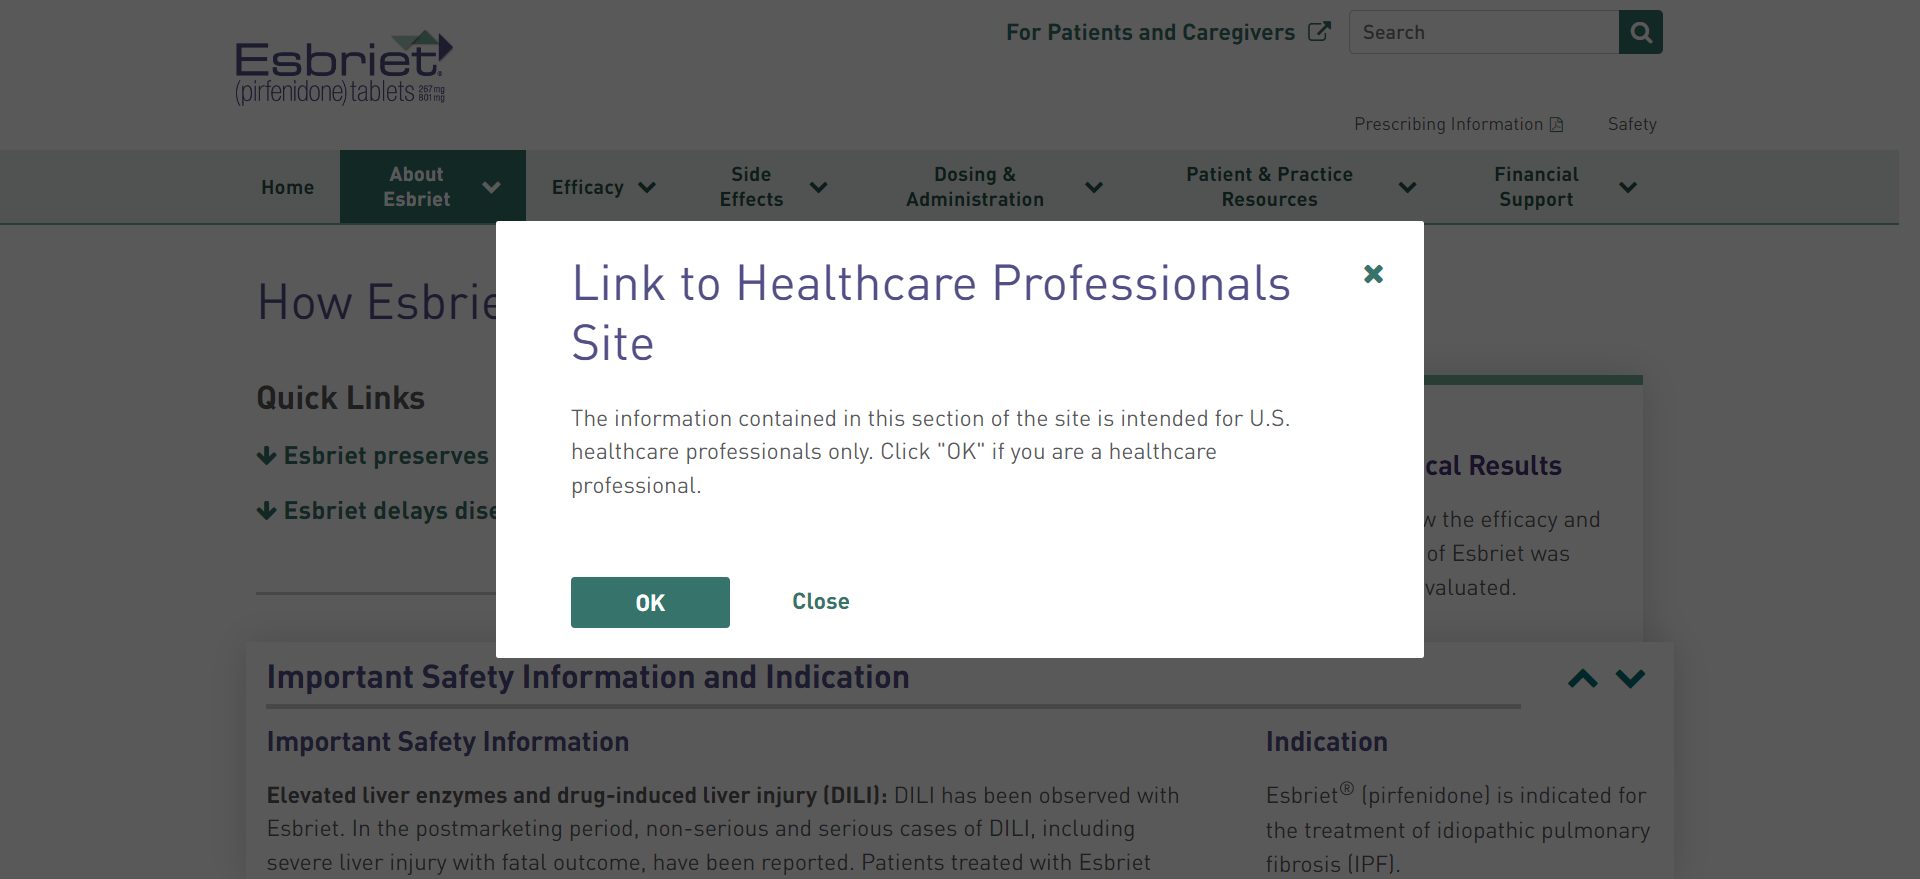 For Patients and Caregivers
Search
Esbriet®
(pirfenidone) tablets 267 mg 801 mg
Prescribing Information
Safety
Home
About Esbriet
Efficacy
Side Effects
Dosing & Administration
Patient & Practice Resources
Financial Support
How
Link to Healthcare Professionals
Site
The information contained in this section of the site is intended for U.S.
healthcare professionals only. Click "OK" if you are a healthcare
professional.
OK
Close
Quick Links
Esbriet preserves
Esbriet delays
Results
the efficacy and
of Esbriet was
Important Safety Information and Indication
Important Safety Information
Elevated liver enzymes and drug-induced liver injury (DILI): DILI has been observed with
Esbriet. In the postmarketing period, non-serious and serious cases of DILI, including
severe liver injury with fatal outcome, have been reported. Patients treated with Esbriet
Indication
Esbriet® (pirfenidone) is indicated for
the treatment of idiopathic pulmonary
fibrosis (IPF).